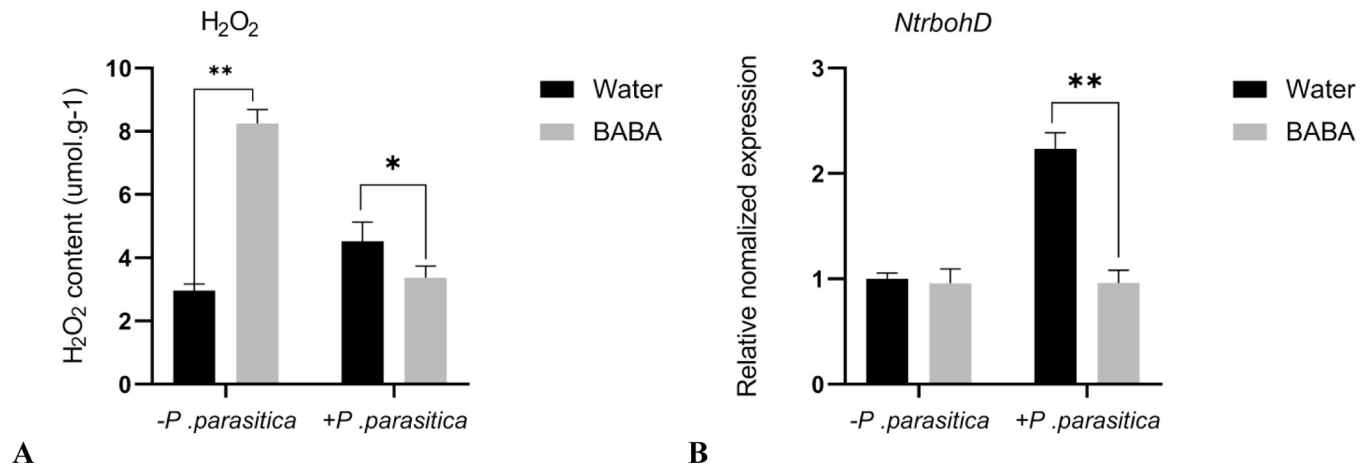 H₂O₂
H₂O₂ content (umol.g-1)
10
8
6
4
2
0
**
*
-P .parasitica
+P .parasitica
Water
BABA
A
NtrbohD
Relative nomalized expression
3
2
1
0
**
-P .parasitica
+P .parasitica
Water
BABA
B